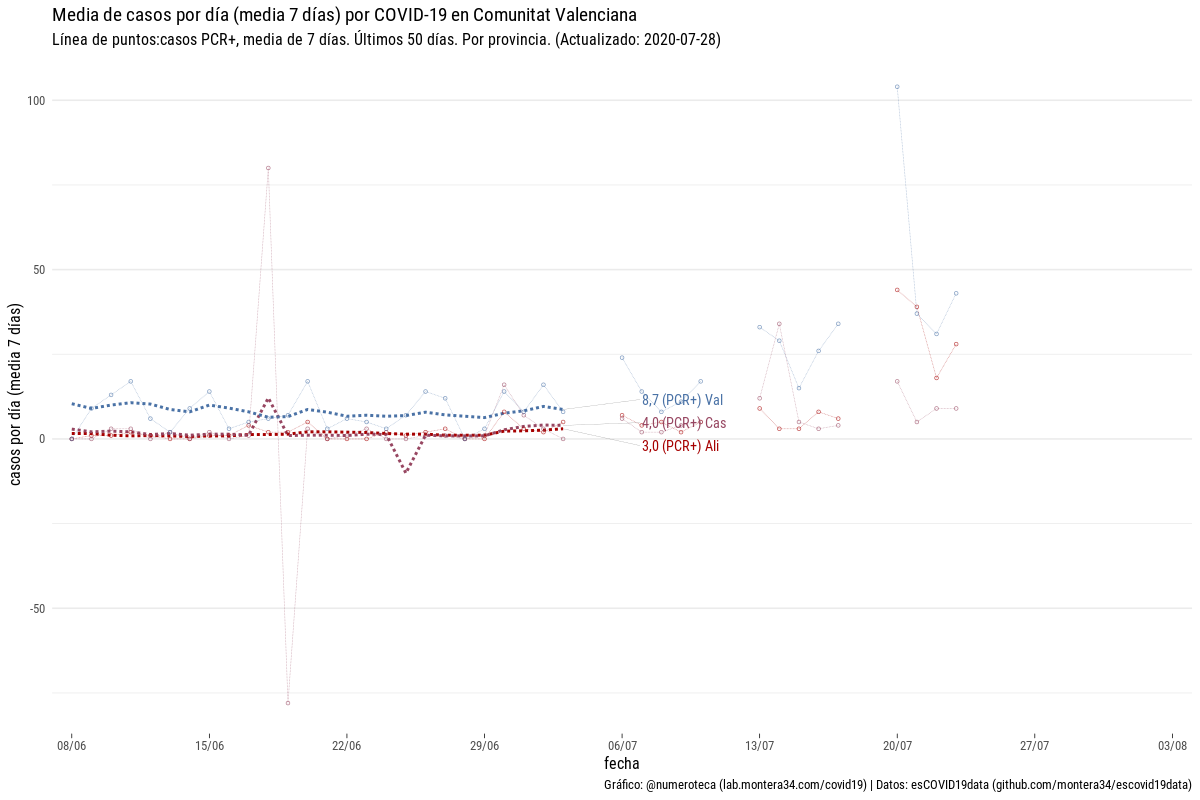 Media de casos por día (media 7 días) por COVID-19 en Comunitat Valenciana
Línea de puntos:casos PCR+, media de 7 días. Últimos 50 días. Por provincia. (Actualizado: 2020-07-28)
casos por día (media 7 días)
100
50
0
-50
8,7 (PCR+) Val
4,0 (PCR+) Cas
3,0 (PCR+) Ali
08/06
15/06
22/06
29/06
06/07
13/07
20/07
27/07
03/08
fecha
Gráfico: @numeroteca (lab.montera34.com/covid19) | Datos: esCOVID19data (github.com/montera34/escovid19data)